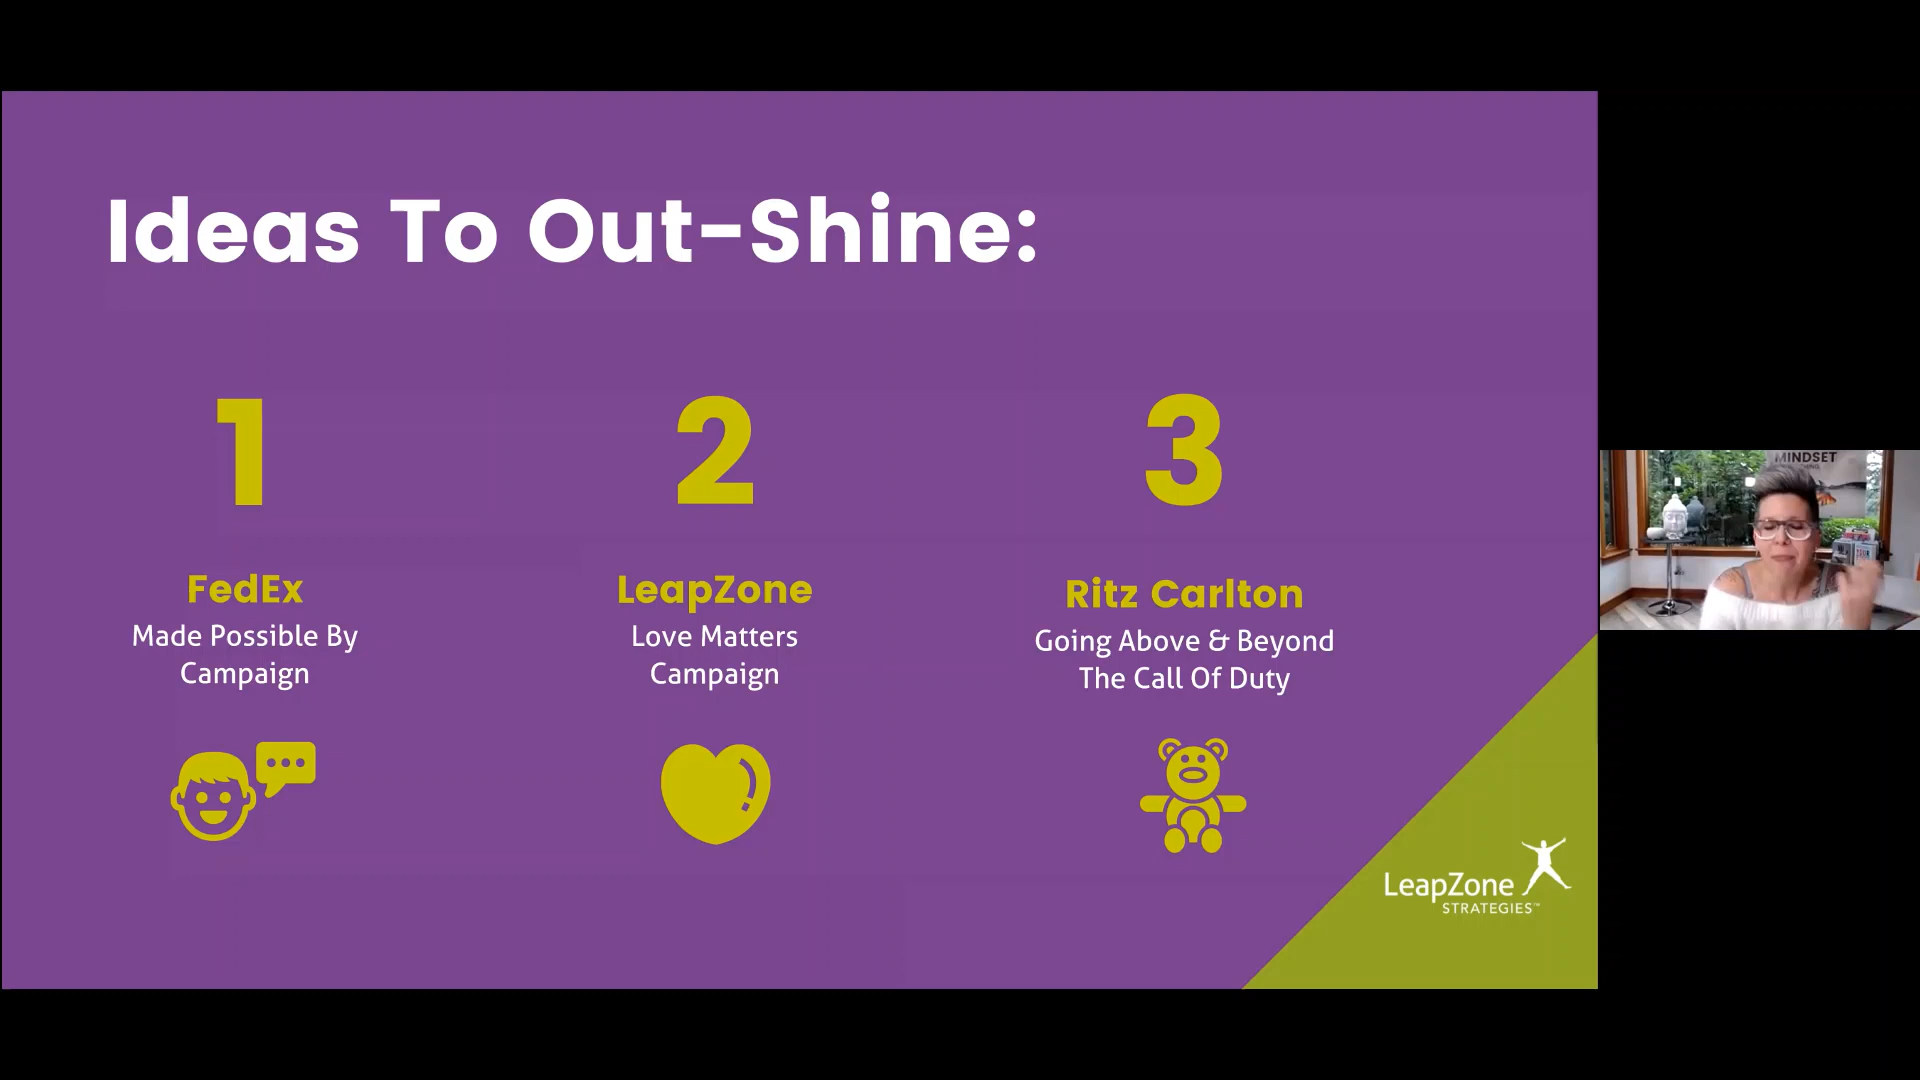 Ideas To Out-Shine:
1
2
3
FedEx
Made Possible By
Campaign
LeapZone
Love Matters
Campaign
Ritz Carlton
Going Above & Beyond
The Call Of Duty
LeapZone
STRATEGIES™
MINDSET